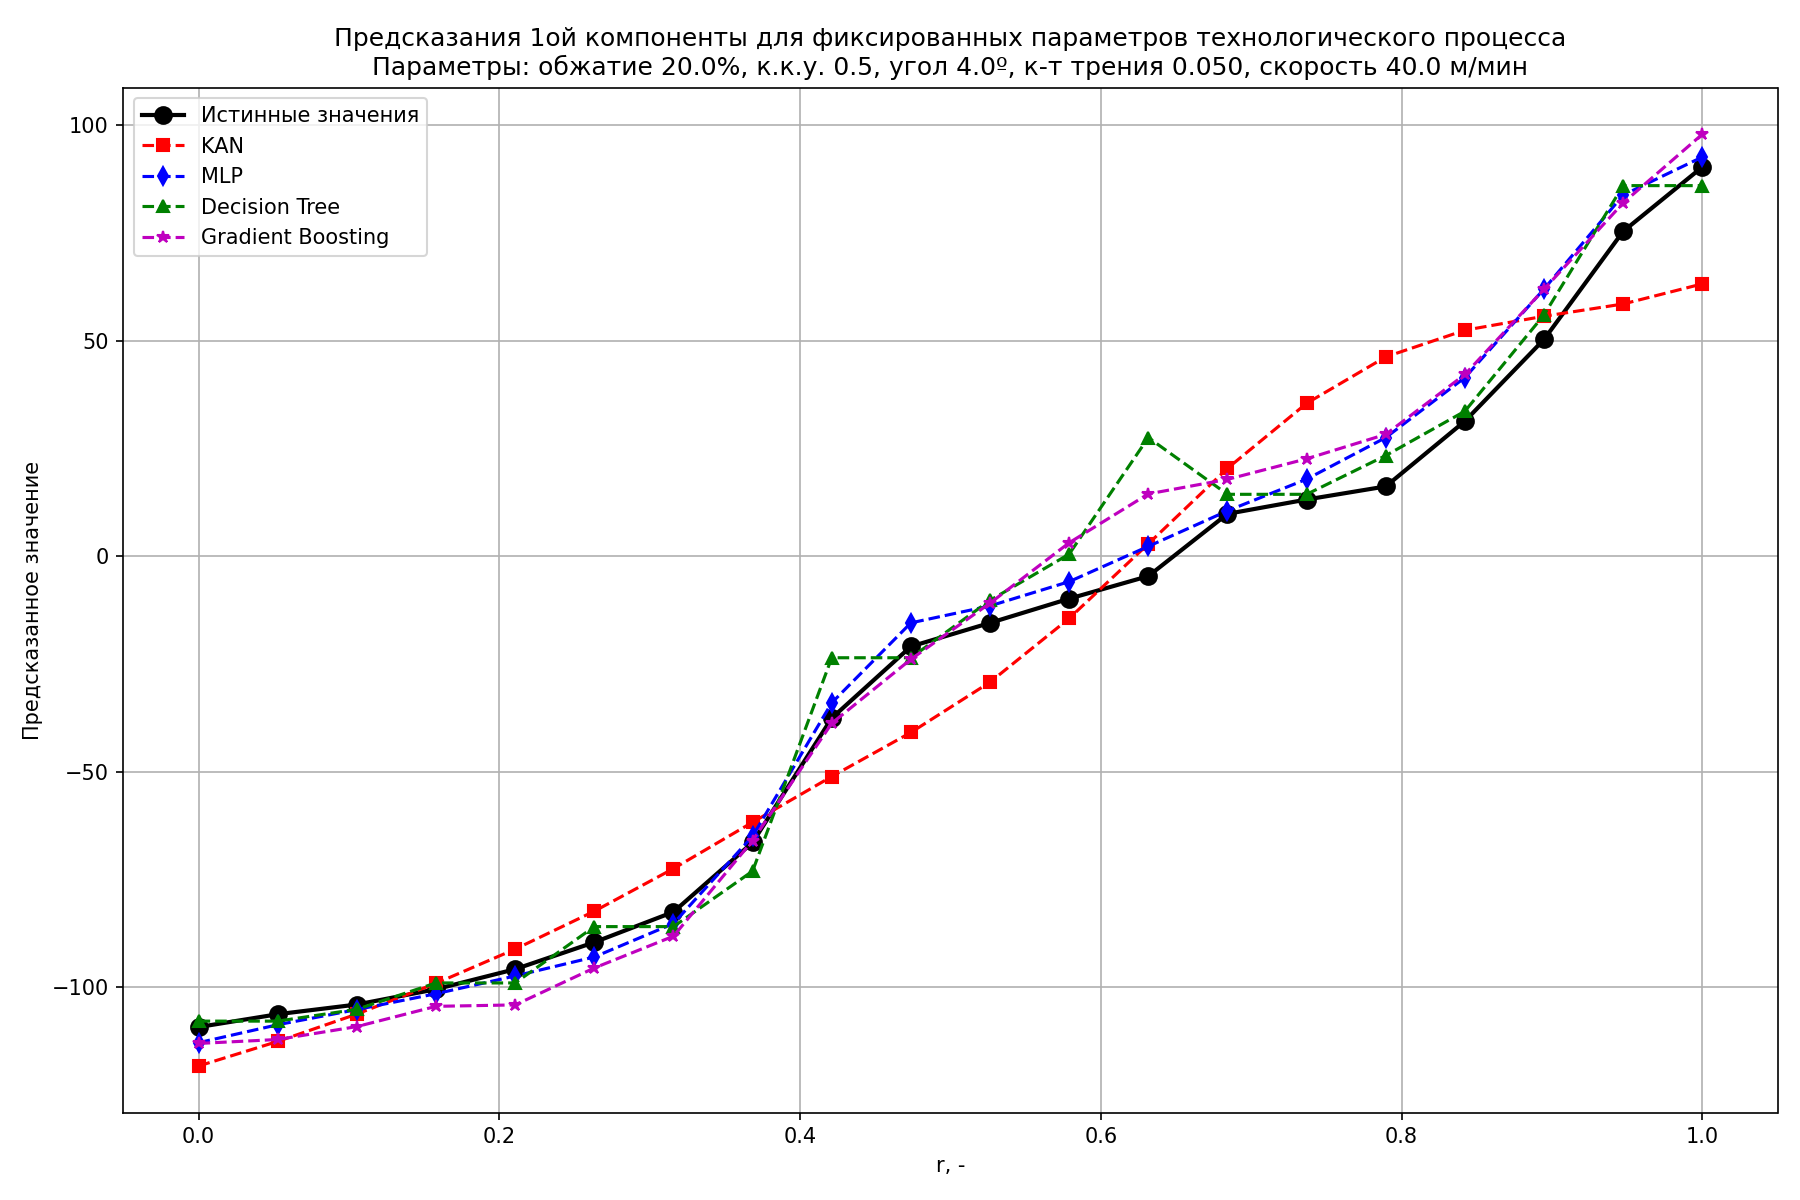 Предсказания 1ой компоненты для фиксированных параметров технологического процесса
Параметры: обжатие 20.0%, к.к.у. 0.5, угол 4.0º, к-т трения 0.050, скорость 40.0 м/мин
Истинные значения
KAN
MLP
Decision Tree
Gradient Boosting
Предсказанное значение
100
50
0
−50
−100
0.0
0.2
0.4
0.6
0.8
1.0
r, -